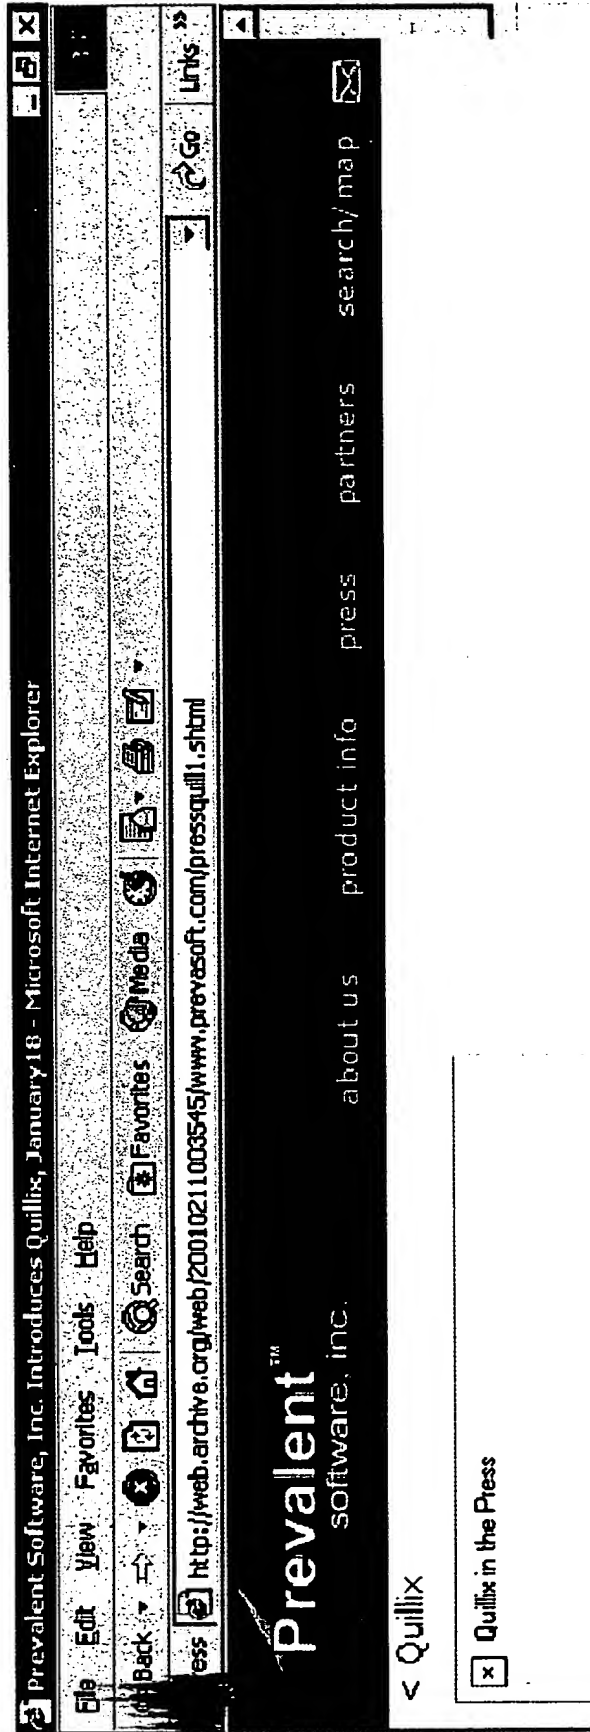 Prevalent Software, Inc. Introduces Quillix, January18 - Microsoft Internet Explorer
File Edit View Favorites Tools Help
Back Search Favorites Media
ess http://web.archive.org/web/20010211003545/www.prevasoft.com/pressquill1.shtml Go Links »
Prevalent™
software, inc.
about us product info press partners search/map
< Quillix
Quillix in the Press